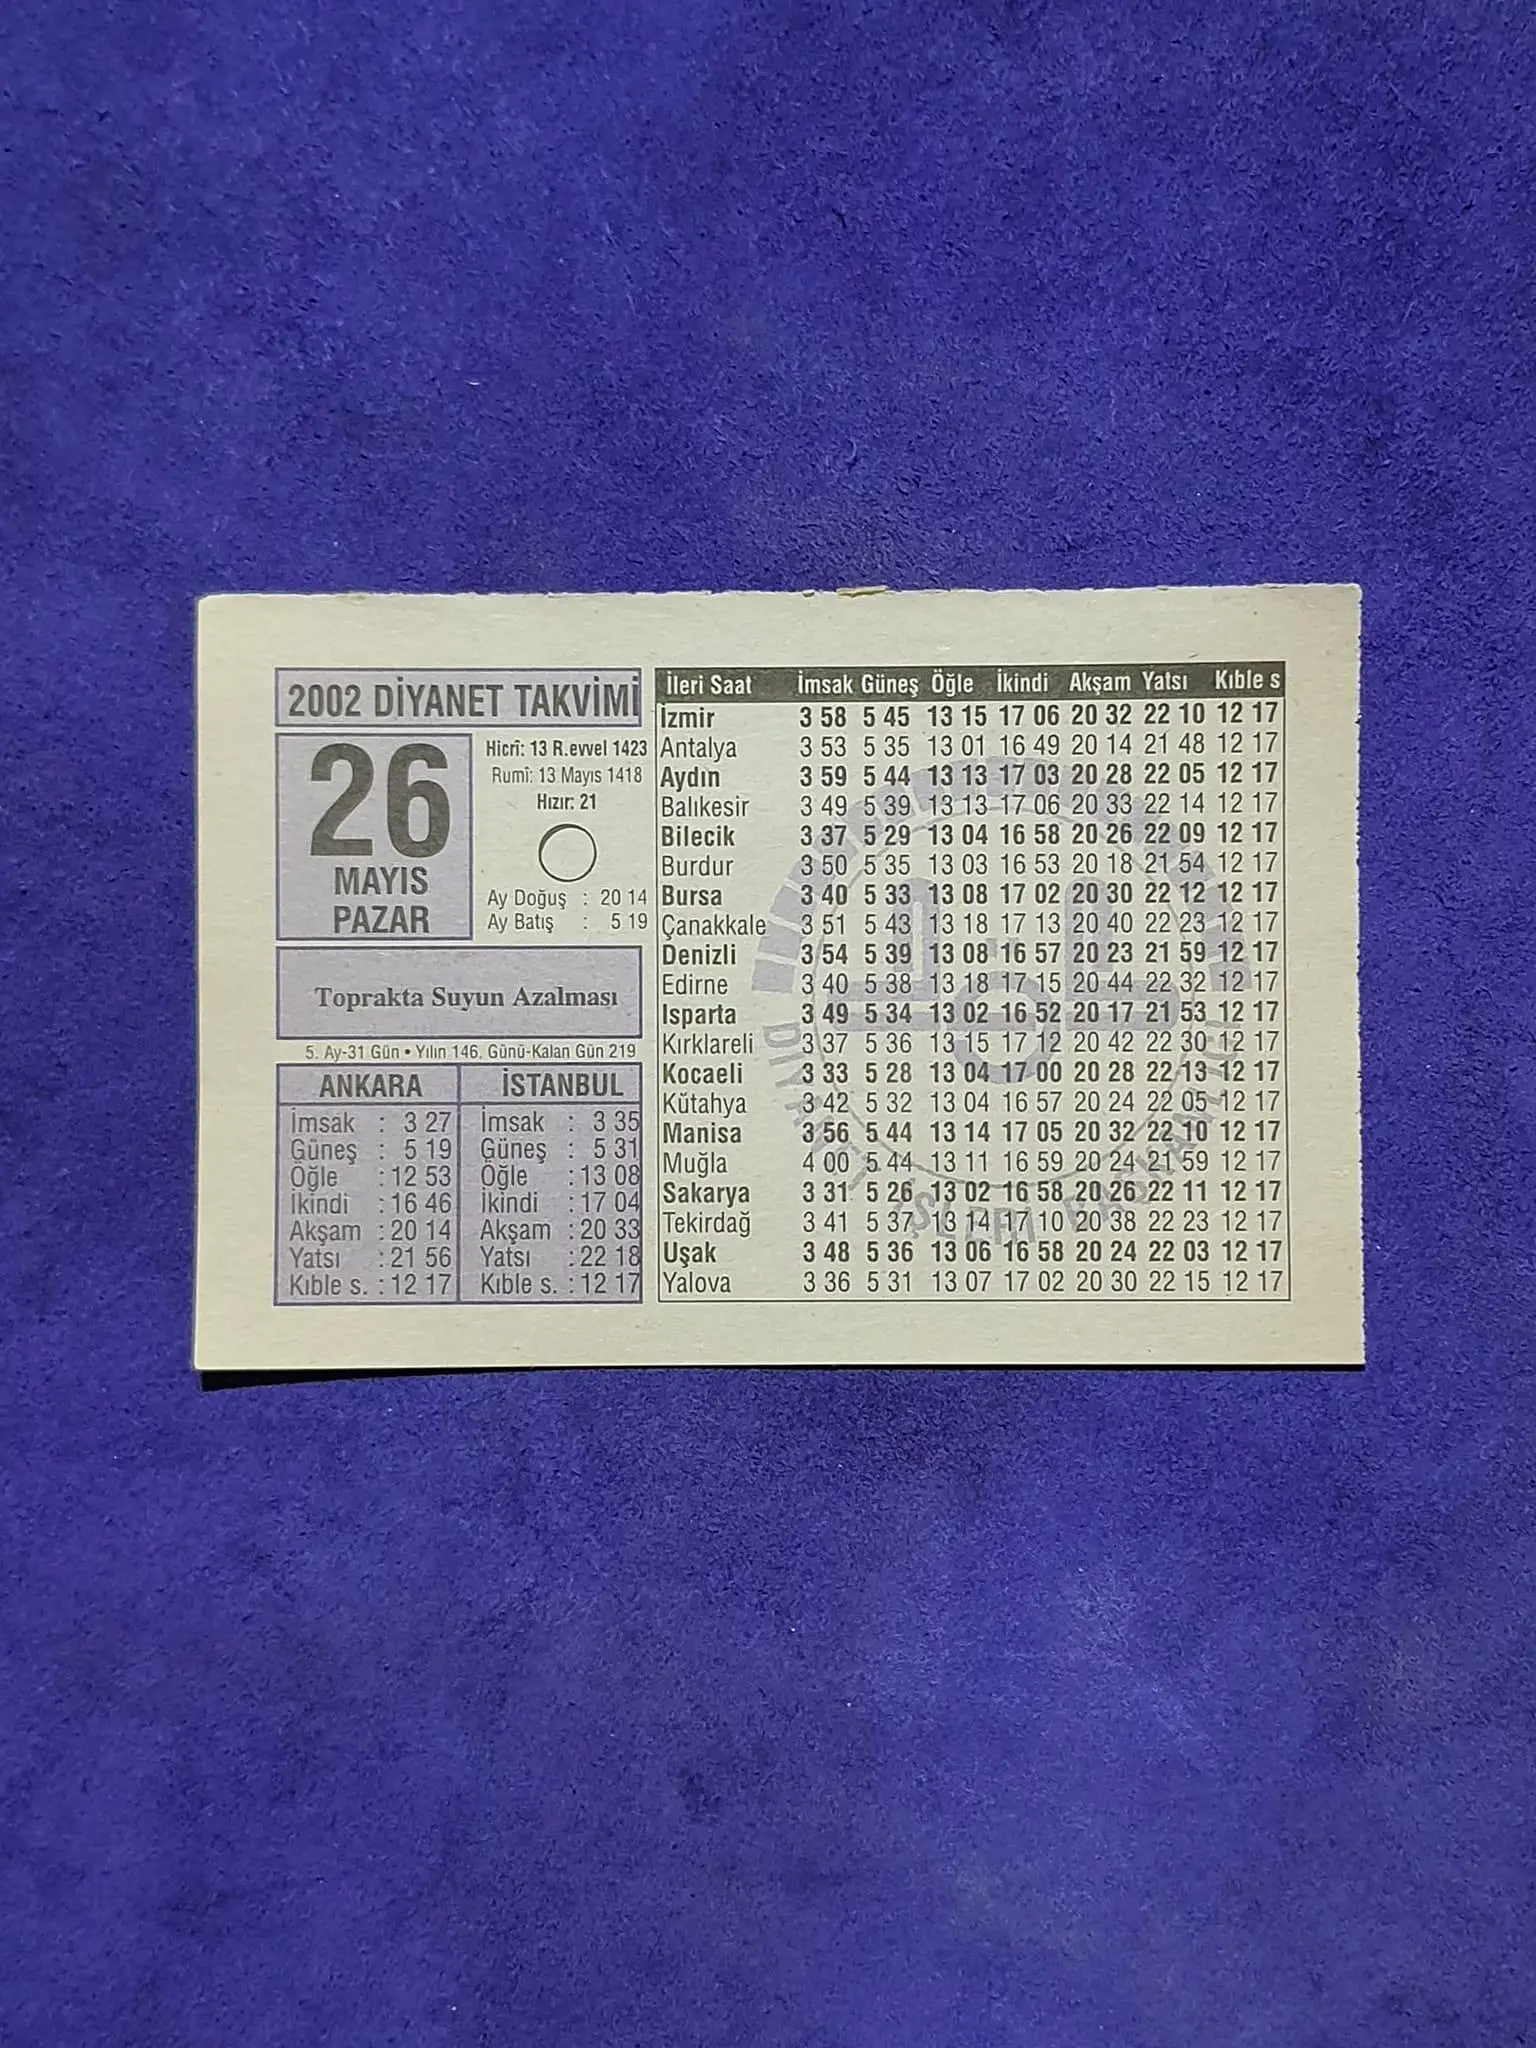 2002 DİYANET TAKVİMİ
26
MAYIS
PAZAR
Hicrî: 13 R.evvel 1423
Rumî: 13 Mayıs 1418
Hızır: 21
Ay Doğuş : 20 14
Ay Batış : 5 19
Toprakta Suyun Azalması
5. Ay-31 Gün • Yılın 146. Günü-Kalan Gün 219
ANKARA
İmsak : 3 27
Güneş : 5 19
Öğle : 12 53
İkindi : 16 46
Akşam : 20 14
Yatsı : 21 56
Kıble s. : 12 17
İSTANBUL
İmsak : 3 35
Güneş : 5 31
Öğle : 13 08
İkindi : 17 04
Akşam : 20 33
Yatsı : 22 18
Kıble s. : 12 17
İleri Saat İmsak Güneş Öğle İkindi Akşam Yatsı Kıble s
İzmir 3 58 5 45 13 15 17 06 20 32 22 10 12 17
Antalya 3 53 5 35 13 01 16 49 20 14 21 48 12 17
Aydın 3 59 5 44 13 13 17 03 20 28 22 05 12 17
Balıkesir 3 49 5 39 13 13 17 06 20 33 22 14 12 17
Bilecik 3 37 5 29 13 04 16 58 20 26 22 09 12 17
Burdur 3 50 5 35 13 03 16 53 20 18 21 54 12 17
Bursa 3 40 5 33 13 08 17 02 20 30 22 12 12 17
Çanakkale 3 51 5 43 13 18 17 13 20 40 22 23 12 17
Denizli 3 54 5 39 13 08 16 57 20 23 21 59 12 17
Edirne 3 40 5 38 13 18 17 15 20 44 22 32 12 17
Isparta 3 49 5 34 13 02 16 52 20 17 21 53 12 17
Kırklareli 3 37 5 36 13 15 17 12 20 42 22 30 12 17
Kocaeli 3 33 5 28 13 04 17 00 20 28 22 13 12 17
Kütahya 3 42 5 32 13 04 16 57 20 24 22 05 12 17
Manisa 3 56 5 44 13 14 17 05 20 32 22 10 12 17
Muğla 4 00 5 44 13 11 16 59 20 24 21 59 12 17
Sakarya 3 31 5 26 13 02 16 58 20 26 22 11 12 17
Tekirdağ 3 41 5 37 13 14 17 10 20 38 22 23 12 17
Uşak 3 48 5 36 13 06 16 58 20 24 22 03 12 17
Yalova 3 36 5 31 13 07 17 02 20 30 22 15 12 17
DİYANET İŞLERİ BAŞKANLIĞI